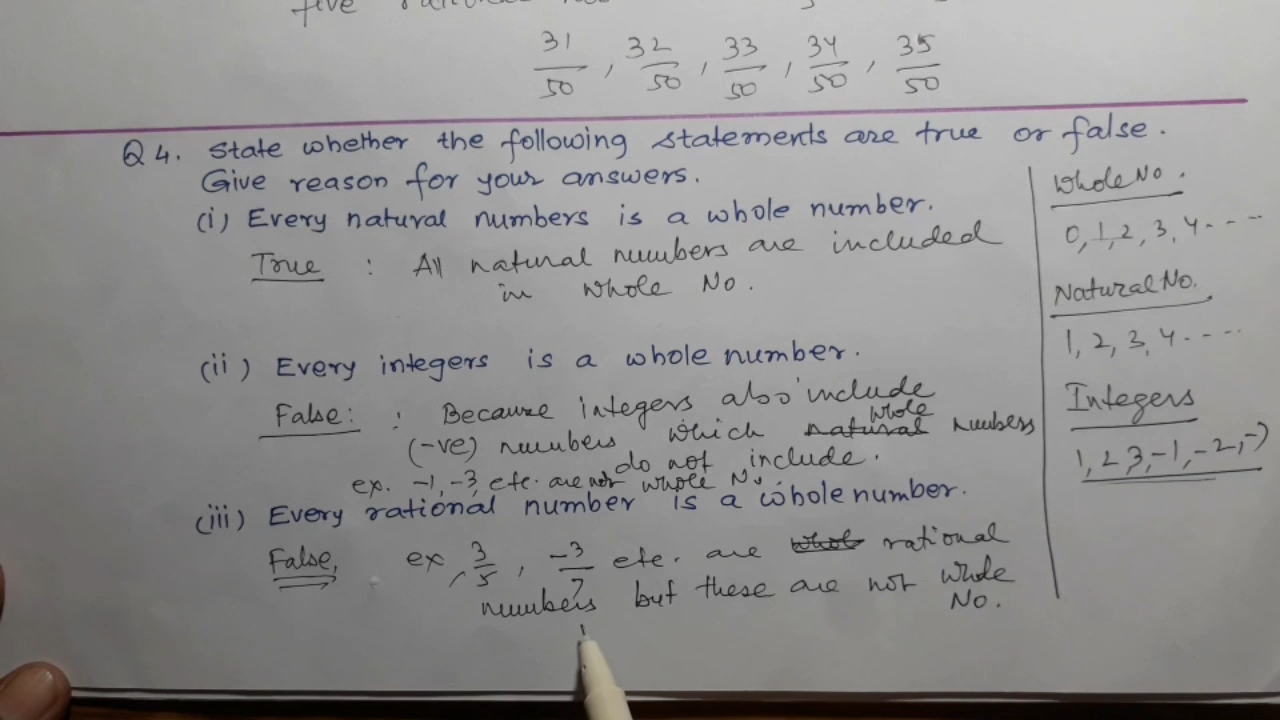 five rational
31/50 , 32/50 , 33/50 , 34/50 , 35/50
Q 4. State whether the following statements are true or false.
Give reason for your answers.
(i) Every natural numbers is a whole number.
True : All natural numbers are included
in whole No.
(ii) Every integers is a whole number.
False : : Because integers also include
(-ve) numbers which natural whole numbers
do not include.
ex. -1, -3, etc. are not whole No.
(iii) Every rational number is a whole number.
False, ex, 3/5 , -3/7 etc. are whol rational
numbers but these are not whole
No.
Whole No.
0, 1, 2, 3, 4 - - - -
Natural No.
1, 2, 3, 4 - - - -
Integers
1, 2 3, -1, -2, -)